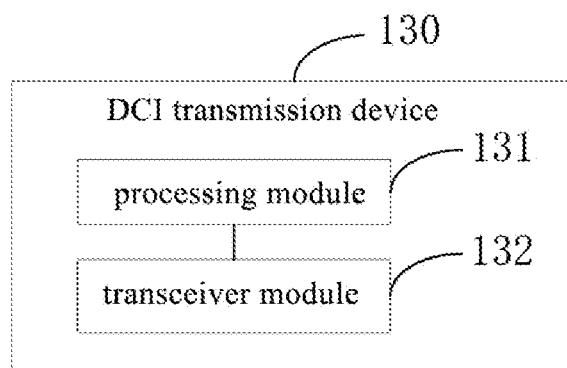 130
DCI transmission device
131
processing module
132
transceiver module